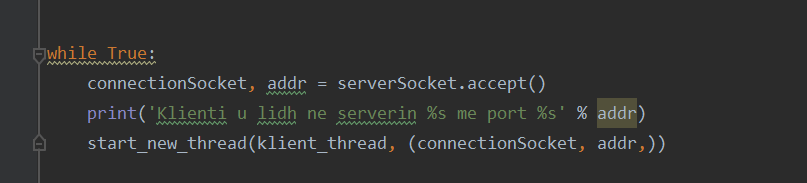 while True:
    connectionSocket, addr = serverSocket.accept()
    print('Klienti u lidh ne serverin %s me port %s' % addr)
    start_new_thread(klient_thread, (connectionSocket, addr,))